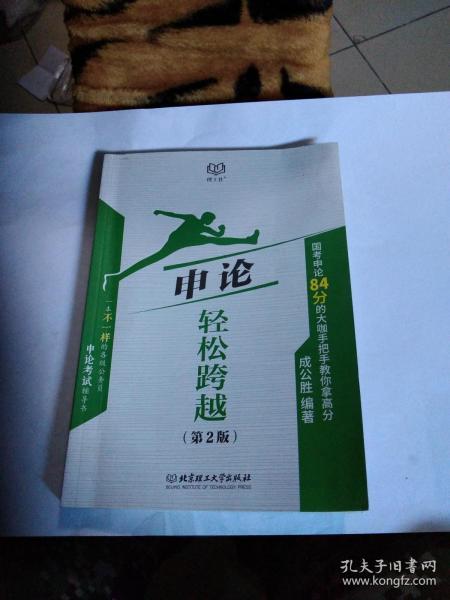 理工社
申论
轻松跨越
(第2版)
国考申论84分的大咖手把手教你拿高分
成公胜 编著
一本不一样的各级公务员
申论考试辅导书
北京理工大学出版社
BEIJING INSTITUTE OF TECHNOLOGY PRESS
孔夫子旧书网
www.kongfz.com